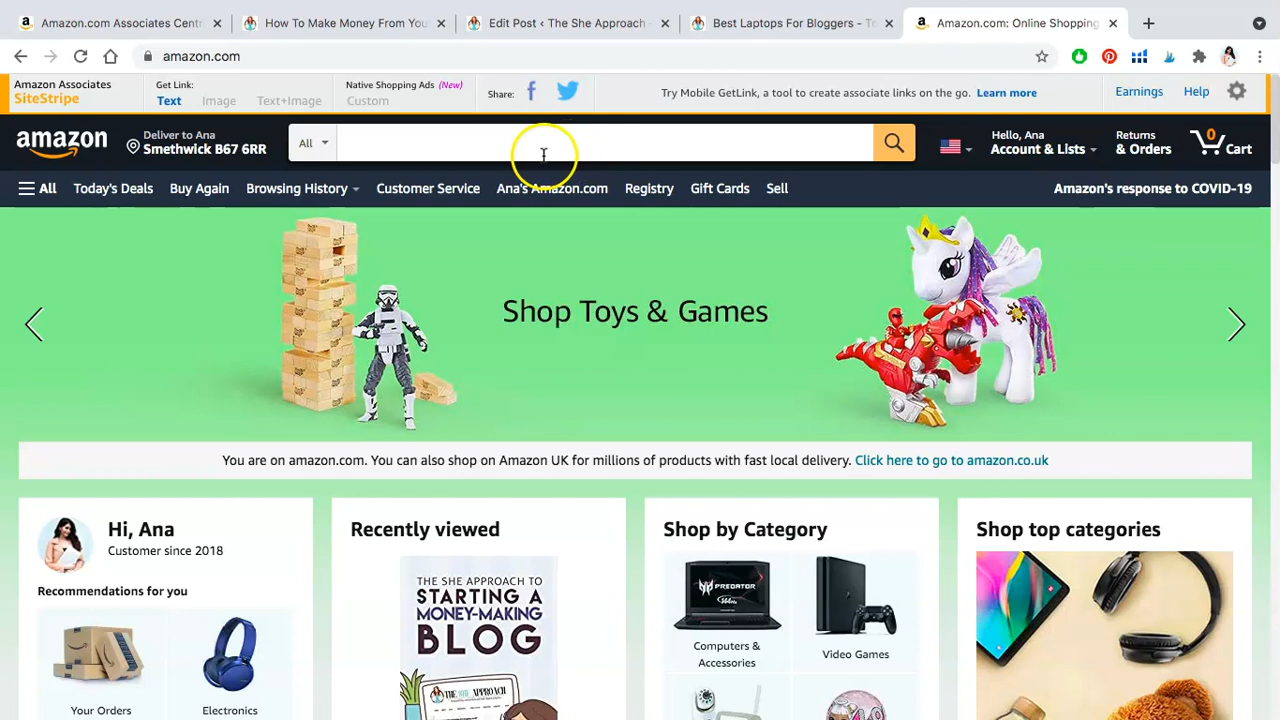 Amazon.com Associates Centr
How To Make Money From You
Edit Post ‹ The She Approach
Best Laptops For Bloggers - To
Amazon.com: Online Shopping
amazon.com
Amazon Associates
SiteStripe
Get Link:
Text Image Text+Image
Native Shopping Ads (New)
Custom
Share:
Try Mobile GetLink, a tool to create associate links on the go. Learn more
Earnings
Help
amazon
Deliver to Ana
Smethwick B67 6RR
All
Hello, Ana
Account & Lists
Returns
& Orders
0
Cart
All Today's Deals Buy Again Browsing History Customer Service Ana's Amazon.com Registry Gift Cards Sell Amazon's response to COVID-19
Shop Toys & Games
You are on amazon.com. You can also shop on Amazon UK for millions of products with fast local delivery. Click here to go to amazon.co.uk
Hi, Ana
Customer since 2018
Recommendations for you
Your Orders
Electronics
Recently viewed
THE SHE APPROACH TO
STARTING A
MONEY-MAKING
BLOG
THE SHE APPROACH
Shop by Category
PREDATOR
Computers &
Accessories
Video Games
Shop top categories